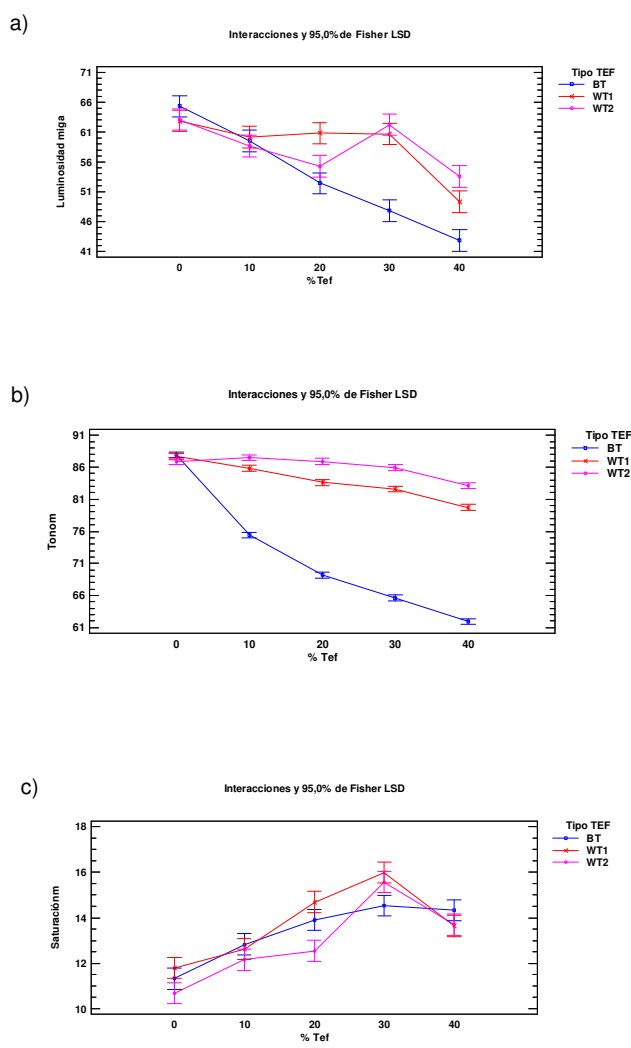 a)
Interacciones y 95,0% de Fisher LSD
Tipo TEF
BT
WT1
WT2
71
66
61
56
51
46
41
Luminosidad miga
0 10 20 30 40
%Tef
b)
Interacciones y 95,0% de Fisher LSD
Tipo TEF
BT
WT1
WT2
91
86
81
76
71
66
61
Tonom
0 10 20 30 40
% Tef
c)
Interacciones y 95,0% de Fisher LSD
Tipo TEF
BT
WT1
WT2
18
16
14
12
10
Saturaciónm
0 10 20 30 40
% Tef